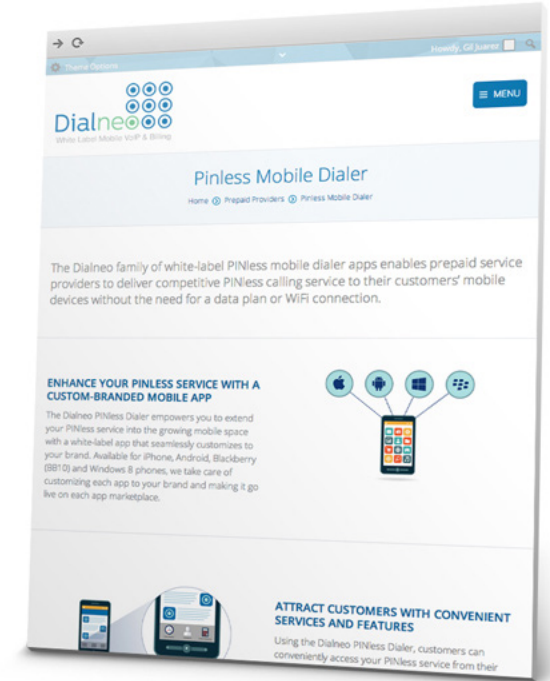 Howdy, Gil Juarez
Theme Options
Dialneo
White Label Mobile VoIP & Billing
≡ MENU
Pinless Mobile Dialer
Home > Prepaid Providers > Pinless Mobile Dialer
The Dialneo family of white-label PINless mobile dialer apps enables prepaid service
providers to deliver competitive PINless calling service to their customers' mobile
devices without the need for a data plan or WiFi connection.
ENHANCE YOUR PINLESS SERVICE WITH A
CUSTOM-BRANDED MOBILE APP
The Dialneo PINless Dialer empowers you to extend
your PINless service into the growing mobile space
with a white-label app that seamlessly customizes to
your brand. Available for iPhone, Android, Blackberry
(BB10) and Windows 8 phones, we take care of
customizing each app to your brand and making it go
live on each app marketplace.
ATTRACT CUSTOMERS WITH CONVENIENT
SERVICES AND FEATURES
Using the Dialneo PINless Dialer, customers can
conveniently access your PINless service from their